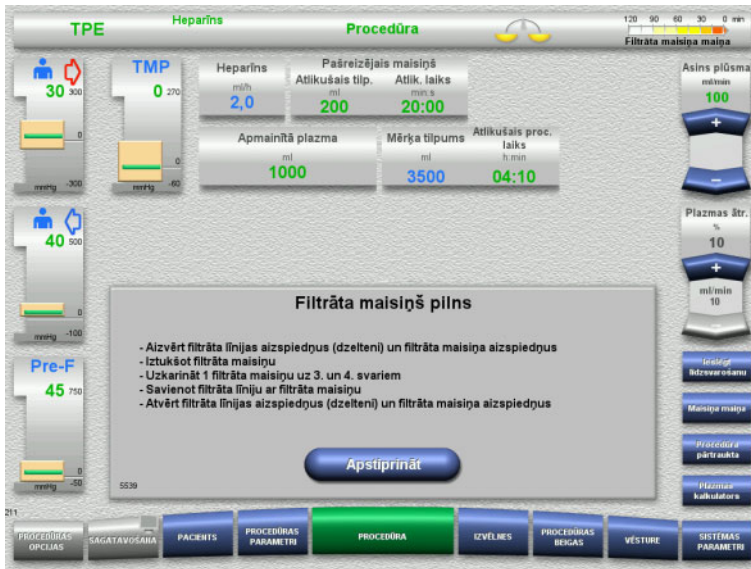 TPE
Heparīns
Procedūra
120 90 60 30 0 min
Filtrāta maisiņa maiņa
30 300
0
mmHg -300
TMP
0 270
0
mmHg -60
Heparīns
ml/h
2,0
Pašreizējais maisiņš
Atlikušais tilp. Atlik. laiks
ml min:s
200 20:00
Apmainītā plazma
ml
1000
Mērķa tilpums
ml
3500
Atlikušais proc.
laiks
h:min
04:10
Asins plūsma
ml/min
100
+
–
40 500
0
mmHg -100
Plazmas ātr.
%
10
+
ml/min
10
–
Pre-F
45 750
0
mmHg -50
Filtrāta maisiņš pilns
- Aizvērt filtrāta līnijas aizspiedņus (dzelteni) un filtrāta maisiņa aizspiedņus
- Iztukšot filtrāta maisiņu
- Uzkarināt 1 filtrāta maisiņu uz 3. un 4. svariem
- Savienot filtrāta līniju ar filtrāta maisiņu
- Atvērt filtrāta līnijas aizspiedņus (dzelteni) un filtrāta maisiņa aizspiedņus
Apstiprināt
5539
Ieslēgt
līdzsvarošanu
Maisiņa maiņa
Procedūra
pārtraukta
Plazmas
kalkulators
211
PROCEDŪRAS
OPCIJAS
SAGATAVOŠANA
PACIENTS
PROCEDŪRAS
PARAMETRI
PROCEDŪRA
IZVĒLNES
PROCEDŪRAS
BEIGAS
VĒSTURE
SISTĒMAS
PARAMETRI